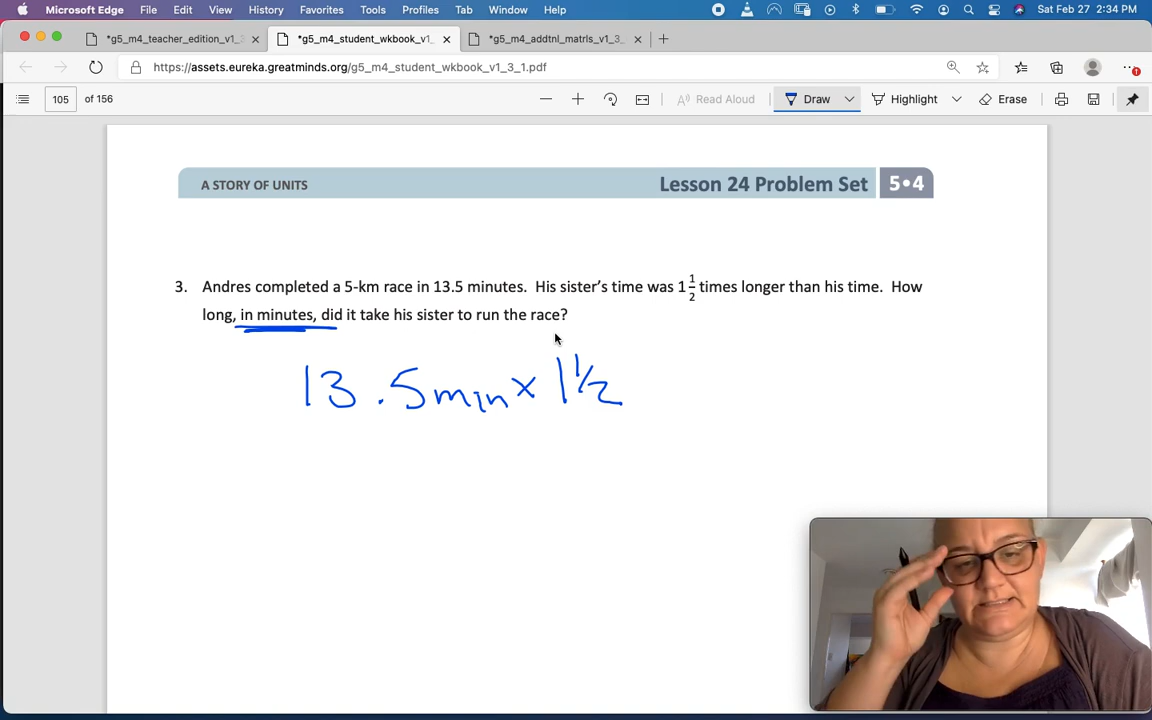 Microsoft Edge File Edit View History Favorites Tools Profiles Tab Window Help Sat Feb 27 2:34 PM
*g5_m4_teacher_edition_v1_ *g5_m4_student_wkbook_v1_ *g5_m4_addtnl_matrls_v1_3_
https://assets.eureka.greatminds.org/g5_m4_student_wkbook_v1_3_1.pdf
105 of 156 Read Aloud Draw Highlight Erase
A STORY OF UNITS Lesson 24 Problem Set 5•4
3. Andres completed a 5-km race in 13.5 minutes. His sister's time was 1 1/2 times longer than his time. How
long, in minutes, did it take his sister to run the race?
13.5min × 1 1/2